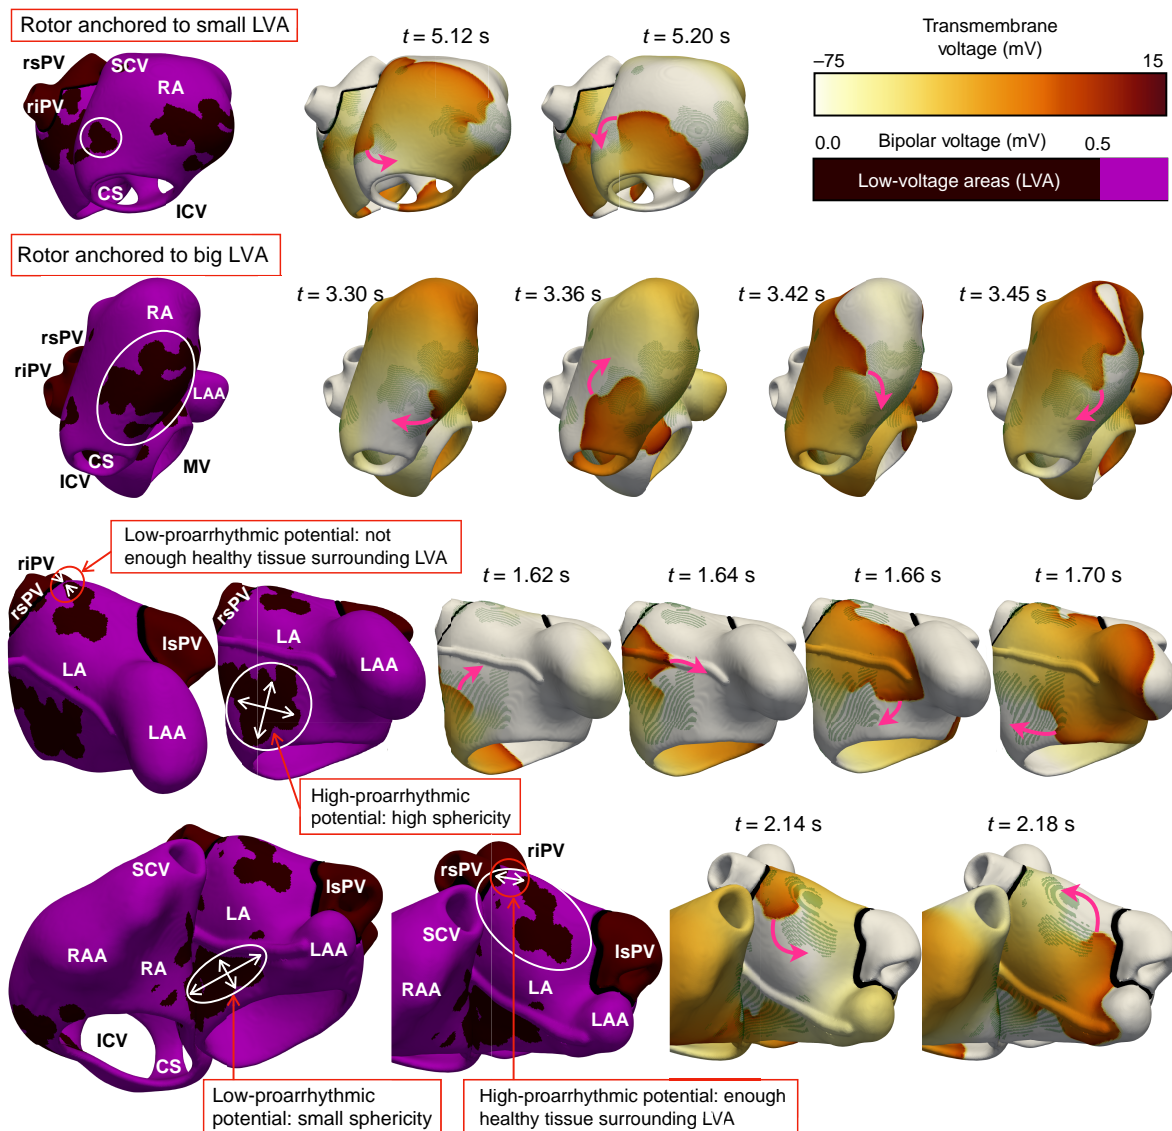 Rotor anchored to small LVA
rsPV
SCV
RA
riPV
CS
ICV
t = 5.12 s
t = 5.20 s
Transmembrane
voltage (mV)
–75
15
0.0
Bipolar voltage (mV)
0.5
Low-voltage areas (LVA)
Rotor anchored to big LVA
RA
rsPV
riPV
LAA
CS
ICV
MV
t = 3.30 s
t = 3.36 s
t = 3.42 s
t = 3.45 s
Low-proarrhythmic potential: not
enough healthy tissue surrounding LVA
riPV
rsPV
lsPV
LA
LAA
rsPV
LA
LAA
t = 1.62 s
t = 1.64 s
t = 1.66 s
t = 1.70 s
High-proarrhythmic
potential: high sphericity
SCV
lsPV
LA
LAA
RAA
RA
ICV
CS
riPV
rsPV
SCV
lsPV
RAA
LA
LAA
t = 2.14 s
t = 2.18 s
Low-proarrhythmic
potential: small sphericity
High-proarrhythmic potential: enough
healthy tissue surrounding LVA